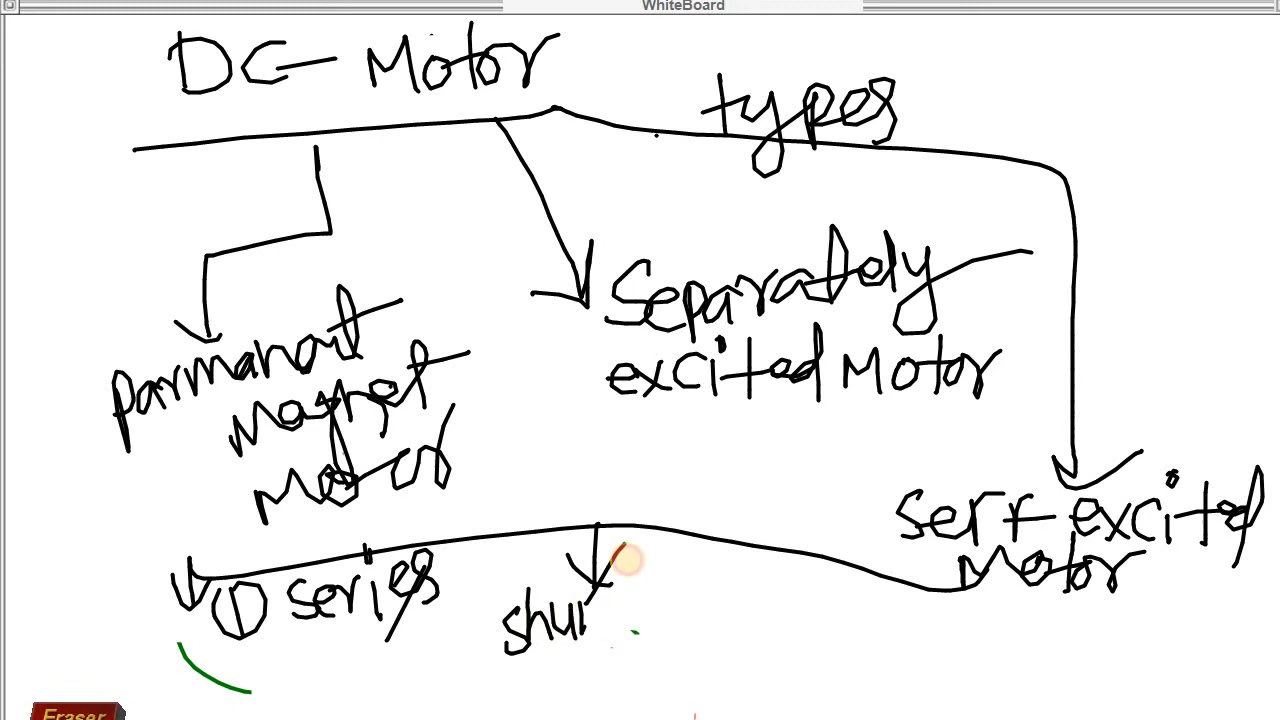 WhiteBoard
DC- Motor
types
Separately
excited Motor
parmanant
Magnet
Motor
Serf excited
Motor
① series
shu
Eraser